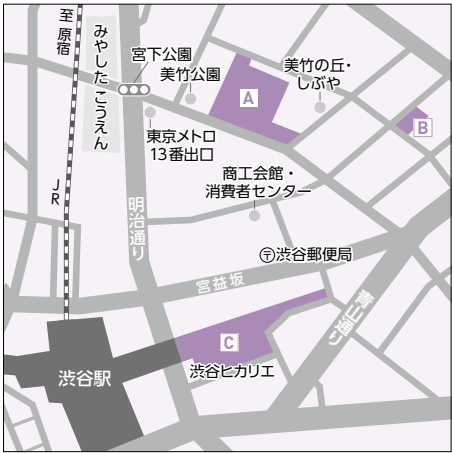 至 原宿
みやした こうえん
宮下公園
美竹公園
美竹の丘・
しぶや
A
B
東京メトロ
13番出口
商工会館・
消費者センター
JR
明治通り
〒渋谷郵便局
宮益坂
青山通り
C
渋谷ヒカリエ
渋谷駅